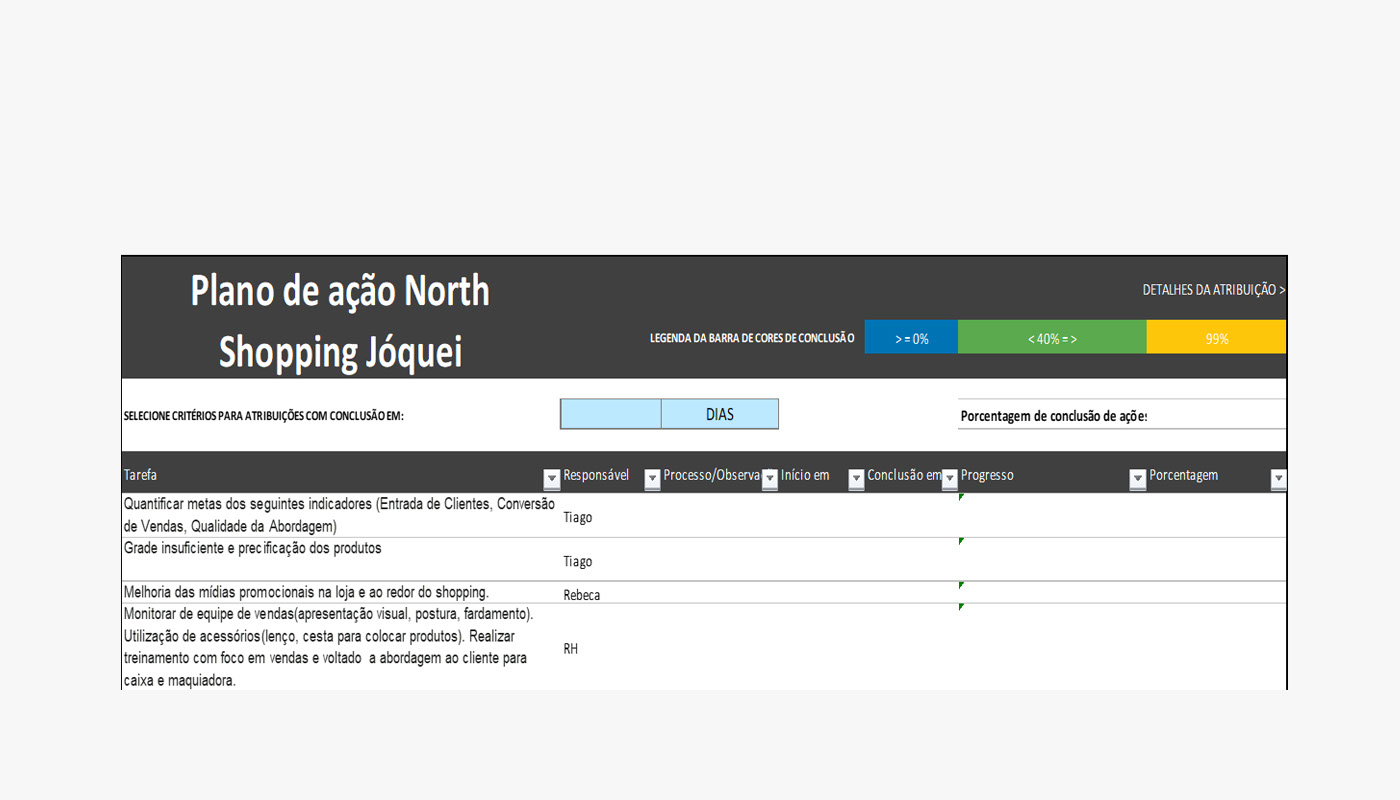 Plano de ação North
Shopping Jóquei
DETALHES DA ATRIBUIÇÃO >
LEGENDA DA BARRA DE CORES DE CONCLUSÃO
> = 0%
< 40% = >
99%
SELECIONE CRITÉRIOS PARA ATRIBUIÇÕES COM CONCLUSÃO EM:
DIAS
Porcentagem de conclusão de ações
Tarefa
Responsável
Processo/Observa
Início em
Conclusão em
Progresso
Porcentagem
Quantificar metas dos seguintes indicadores (Entrada de Clientes, Conversão
de Vendas, Qualidade da Abordagem)
Tiago
Grade insuficiente e precificação dos produtos
Tiago
Melhoria das mídias promocionais na loja e ao redor do shopping.
Rebeca
Monitorar de equipe de vendas(apresentação visual, postura, fardamento).
Utilização de acessórios(lenço, cesta para colocar produtos). Realizar
treinamento com foco em vendas e voltado  a abordagem ao cliente para
caixa e maquiadora.
RH